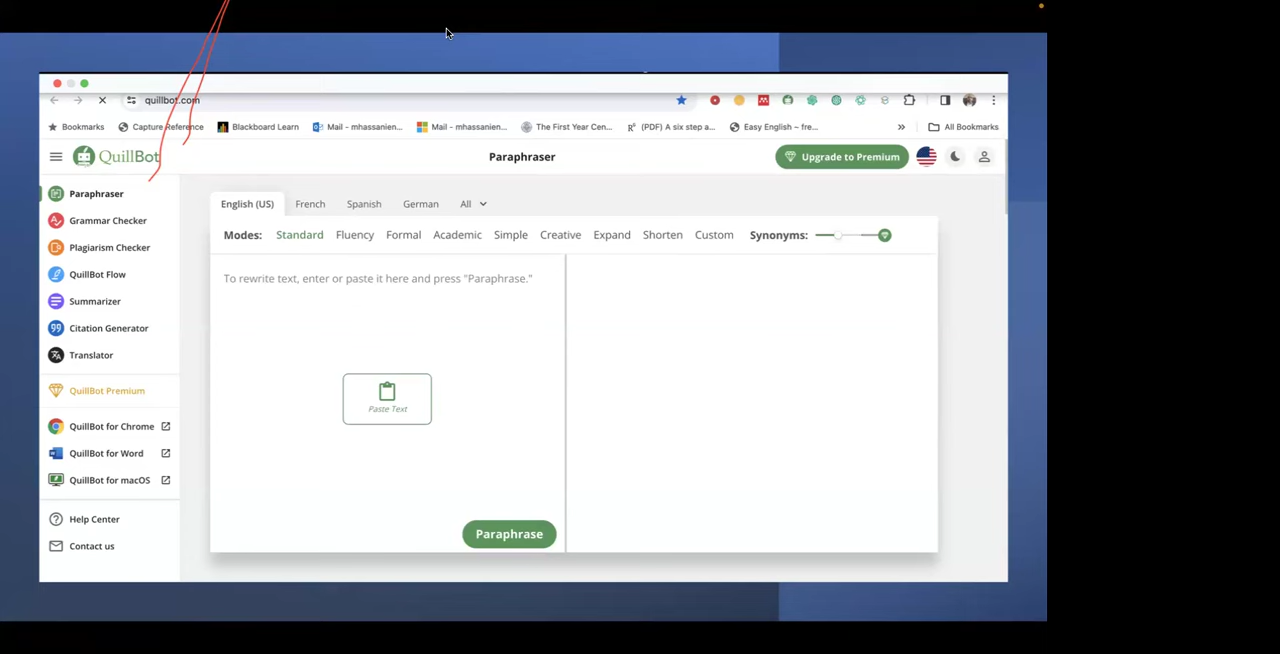 quillbot.com
Bookmarks Capture Reference Blackboard Learn Mail - mhassanien... Mail - mhassanien... The First Year Cen... (PDF) A six step a... Easy English – fre... » All Bookmarks
QuillBot Paraphraser Upgrade to Premium
Paraphraser
Grammar Checker
Plagiarism Checker
QuillBot Flow
Summarizer
Citation Generator
Translator
QuillBot Premium
QuillBot for Chrome
QuillBot for Word
QuillBot for macOS
Help Center
Contact us
English (US) French Spanish German All
Modes: Standard Fluency Formal Academic Simple Creative Expand Shorten Custom Synonyms:
To rewrite text, enter or paste it here and press "Paraphrase."
Paste Text
Paraphrase